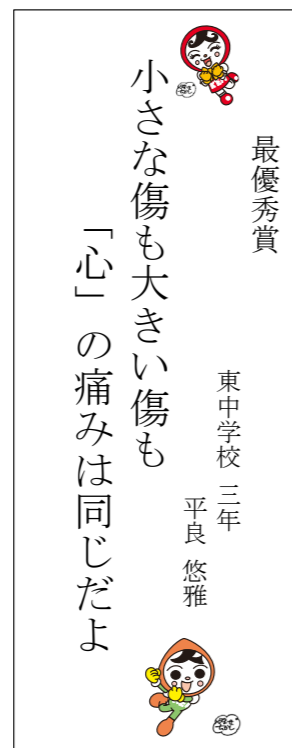 最優秀賞
東中学校 三年
平良 悠雅
小さな傷も大きい傷も
「心」の痛みは同じだよ